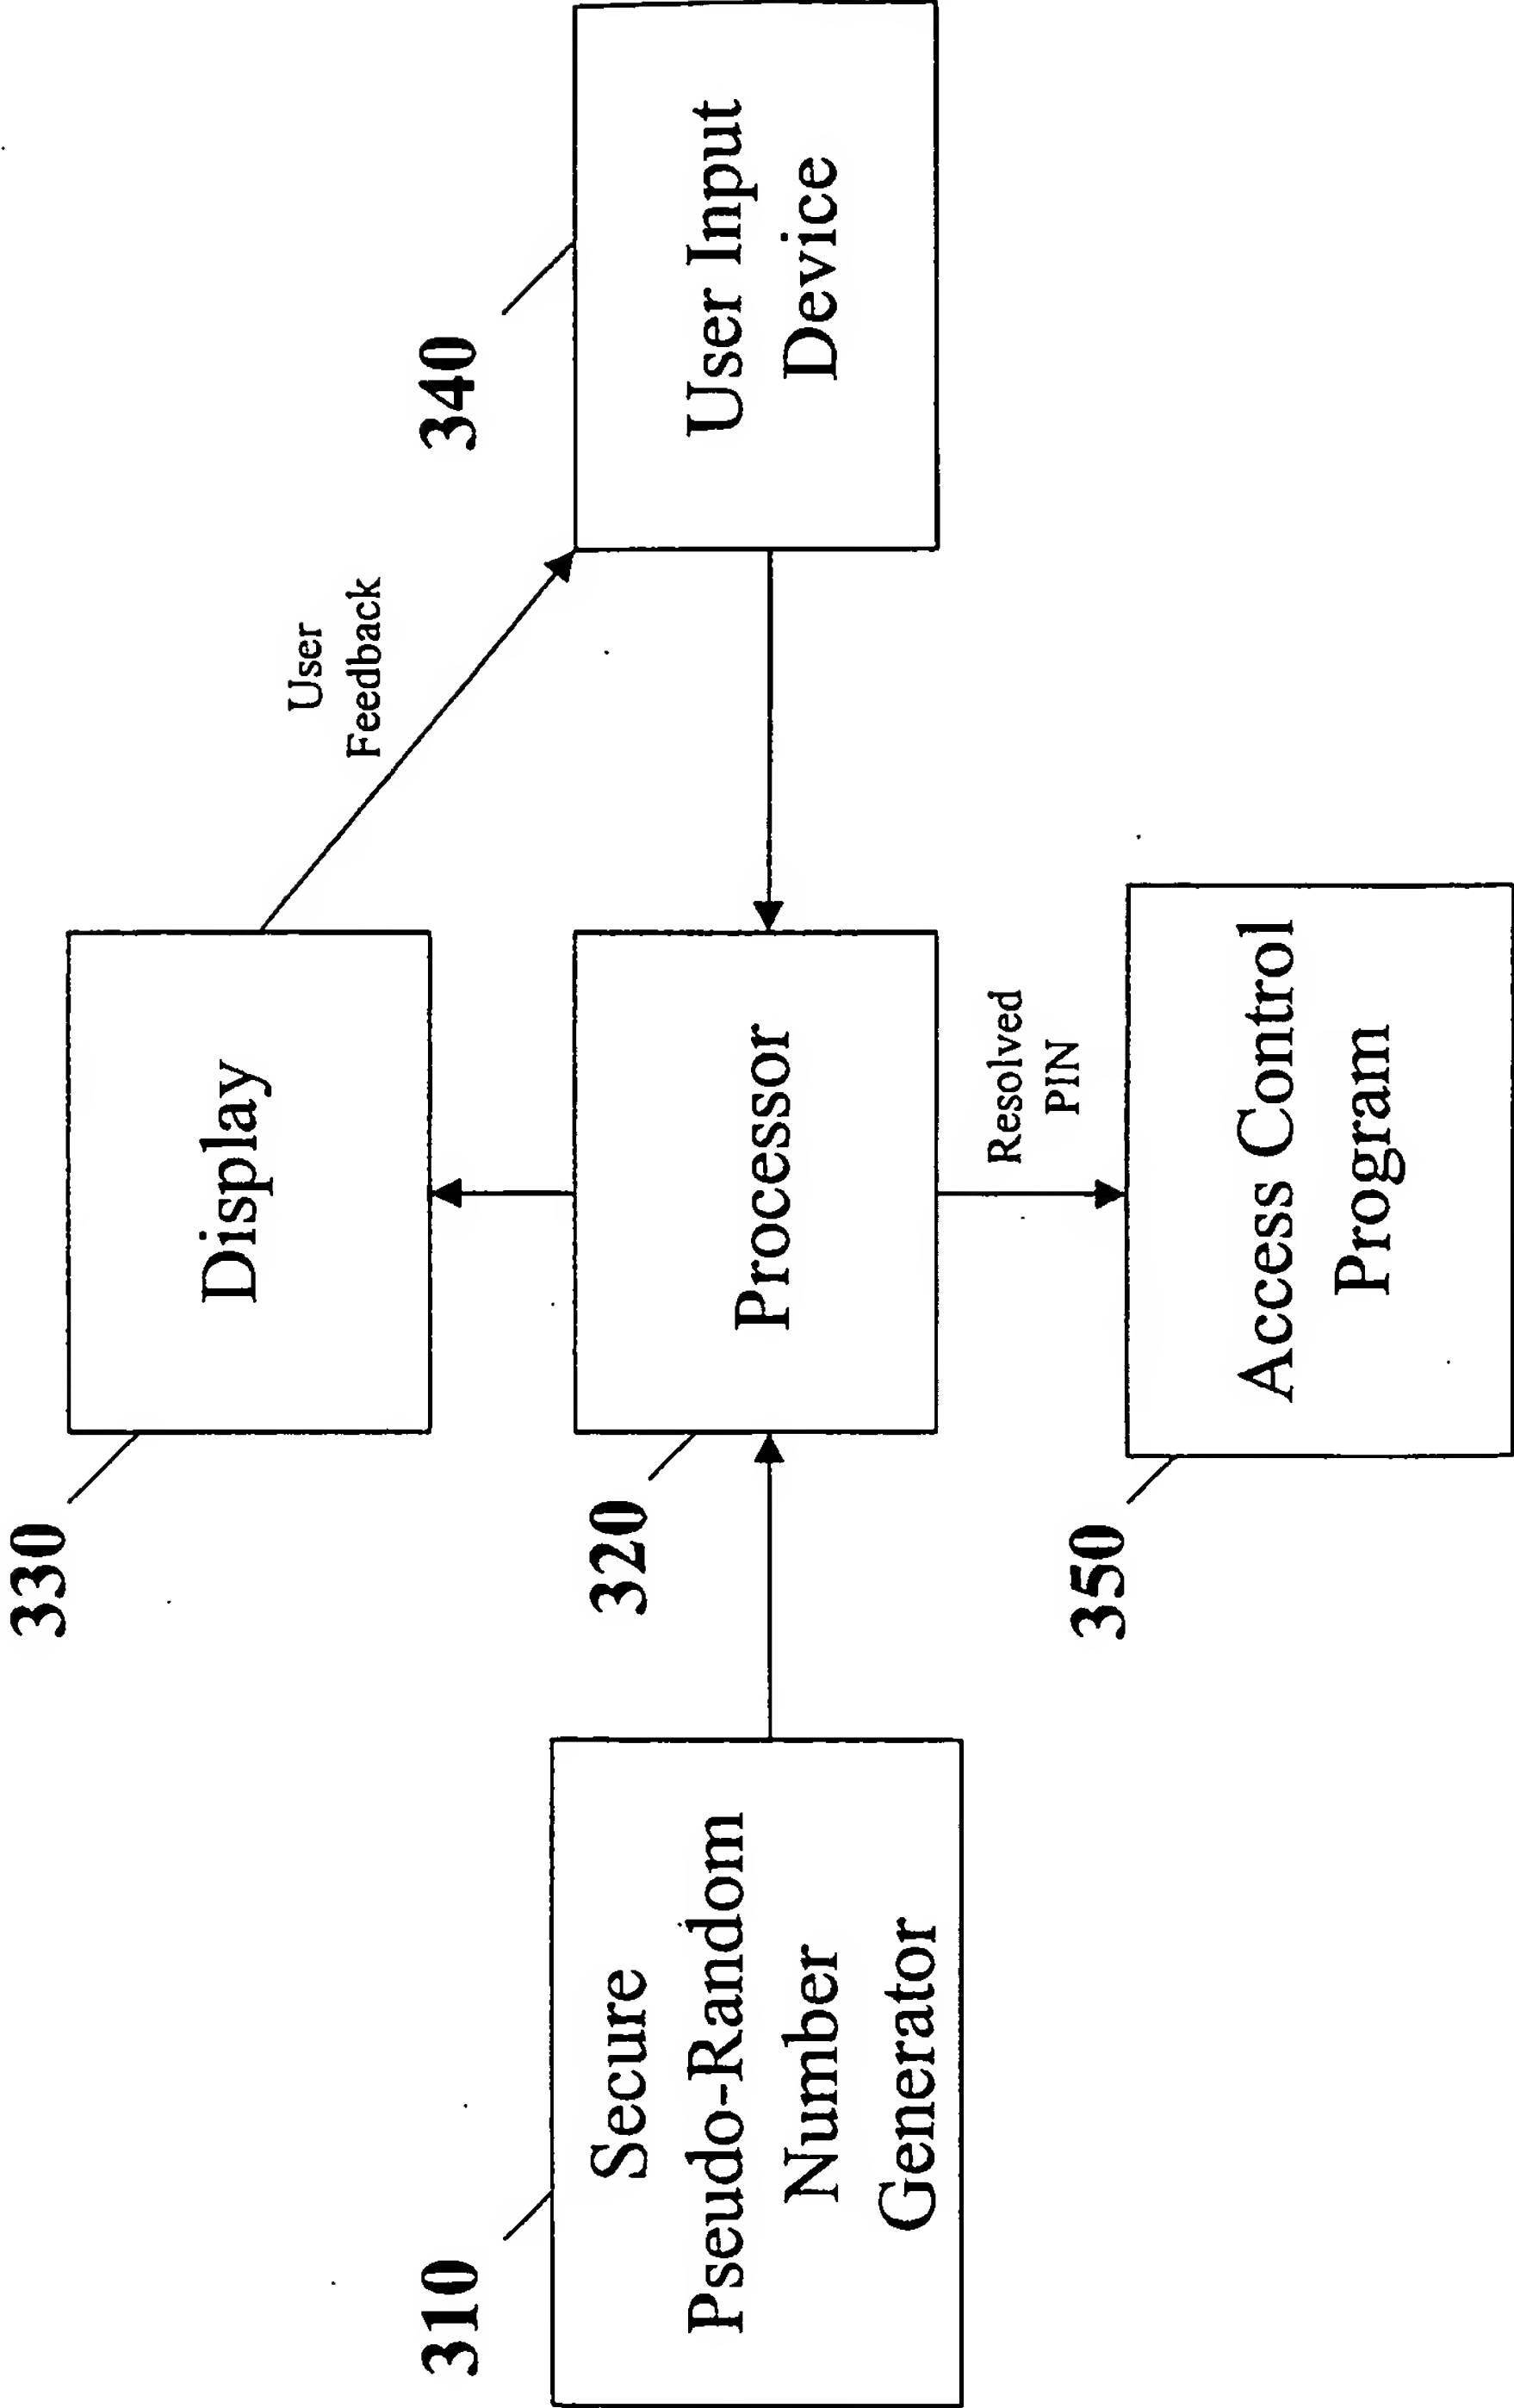 330
Display
User
Feedback
340
User Input
Device
310
Secure
Pseudo-Random
Number
Generator
320
Processor
Resolved
PIN
350
Access Control
Program